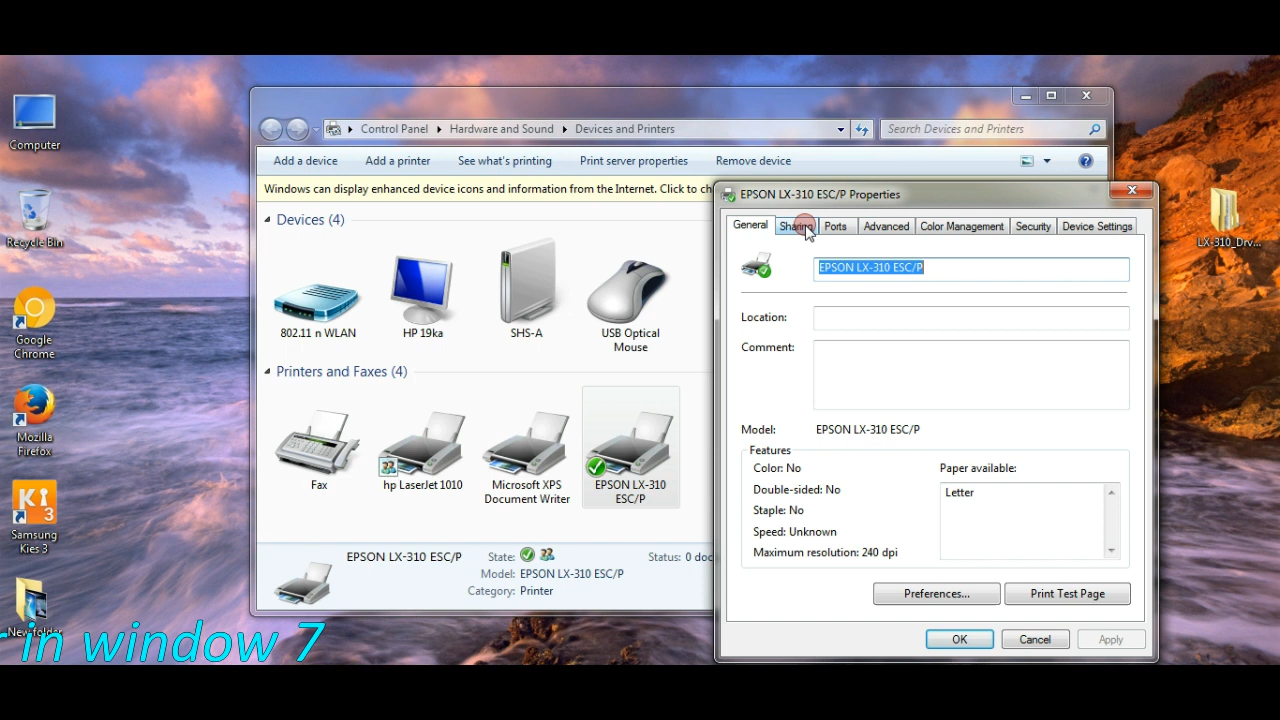 Computer
Recycle Bin
Google
Chrome
Mozilla
Firefox
Samsung
Kies 3
New folder
in window 7
Control Panel
Hardware and Sound
Devices and Printers
Search Devices and Printers
Add a device
Add a printer
See what's printing
Print server properties
Remove device
Windows can display enhanced device icons and information from the Internet. Click to ch
Devices (4)
802.11 n WLAN
HP 19ka
SHS-A
USB Optical
Mouse
Printers and Faxes (4)
Fax
hp LaserJet 1010
Microsoft XPS
Document Writer
EPSON LX-310
ESC/P
EPSON LX-310 ESC/P
State:
Status: 0 doc
Model: EPSON LX-310 ESC/P
Category: Printer
EPSON LX-310 ESC/P Properties
General
Sharing
Ports
Advanced
Color Management
Security
Device Settings
EPSON LX-310 ESC/P
Location:
Comment:
Model: EPSON LX-310 ESC/P
Features
Color: No
Double-sided: No
Staple: No
Speed: Unknown
Maximum resolution: 240 dpi
Paper available:
Letter
Preferences...
Print Test Page
OK
Cancel
Apply
LX-310_Drv...